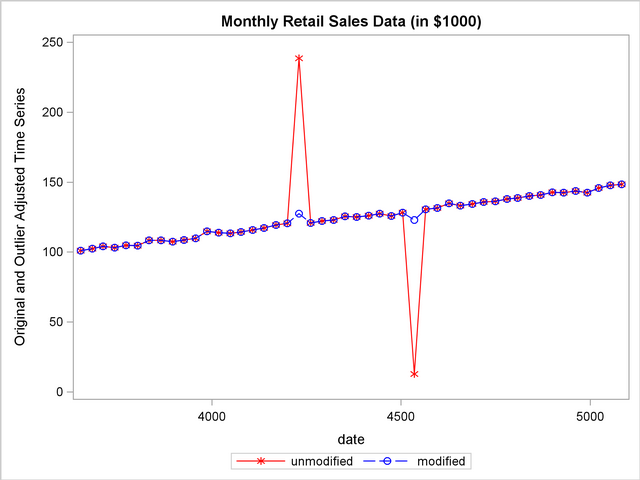 Monthly Retail Sales Data (in $1000)
Original and Outlier Adjusted Time Series
250
200
150
100
50
0
4000 4500 5000
date
unmodified modified